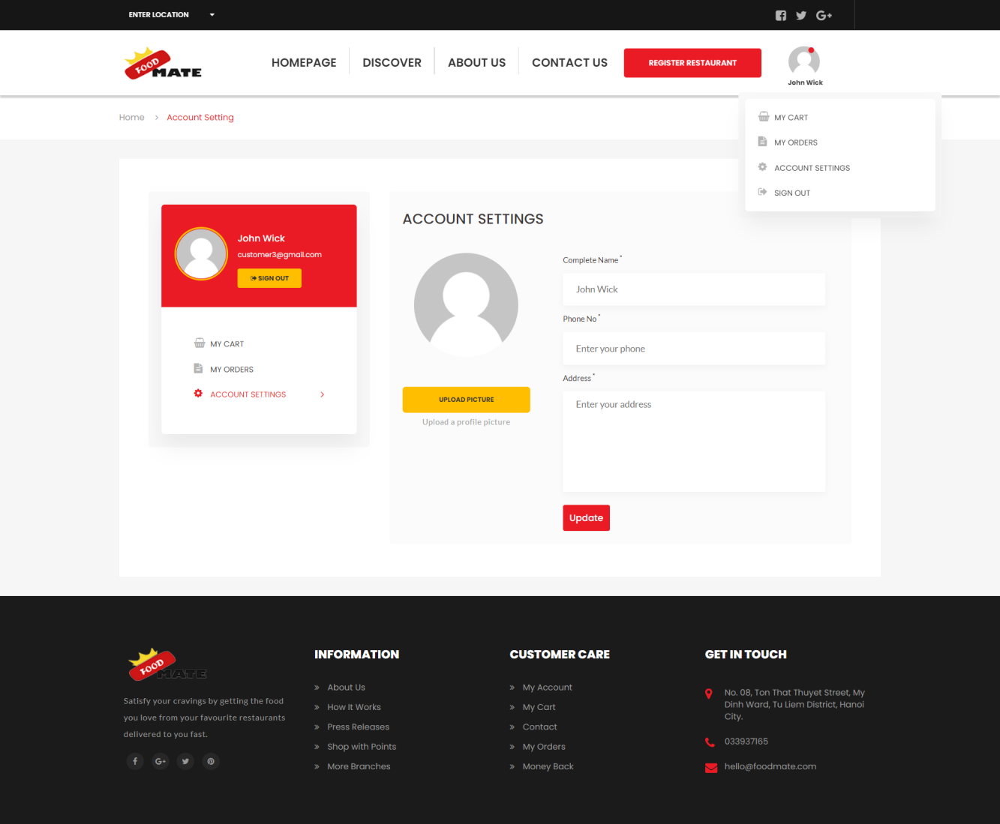 ENTER LOCATION
FOOD
MATE
HOMEPAGE
DISCOVER
ABOUT US
CONTACT US
REGISTER RESTAURANT
John Wick
MY CART
MY ORDERS
ACCOUNT SETTINGS
SIGN OUT
Home > Account Setting
John Wick
customer3@gmail.com
SIGN OUT
MY CART
MY ORDERS
ACCOUNT SETTINGS
ACCOUNT SETTINGS
UPLOAD PICTURE
Upload a profile picture
Complete Name *
John Wick
Phone No *
Enter your phone
Address *
Enter your address
Update
FOOD
MATE
Satisfy your cravings by getting the food
you love from your favourite restaurants
delivered to you fast.
INFORMATION
» About Us
» How It Works
» Press Releases
» Shop with Points
» More Branches
CUSTOMER CARE
» My Account
» My Cart
» Contact
» My Orders
» Money Back
GET IN TOUCH
No. 08, Ton That Thuyet Street, My
Dinh Ward, Tu Liem District, Hanoi
City.
033937165
hello@foodmate.com